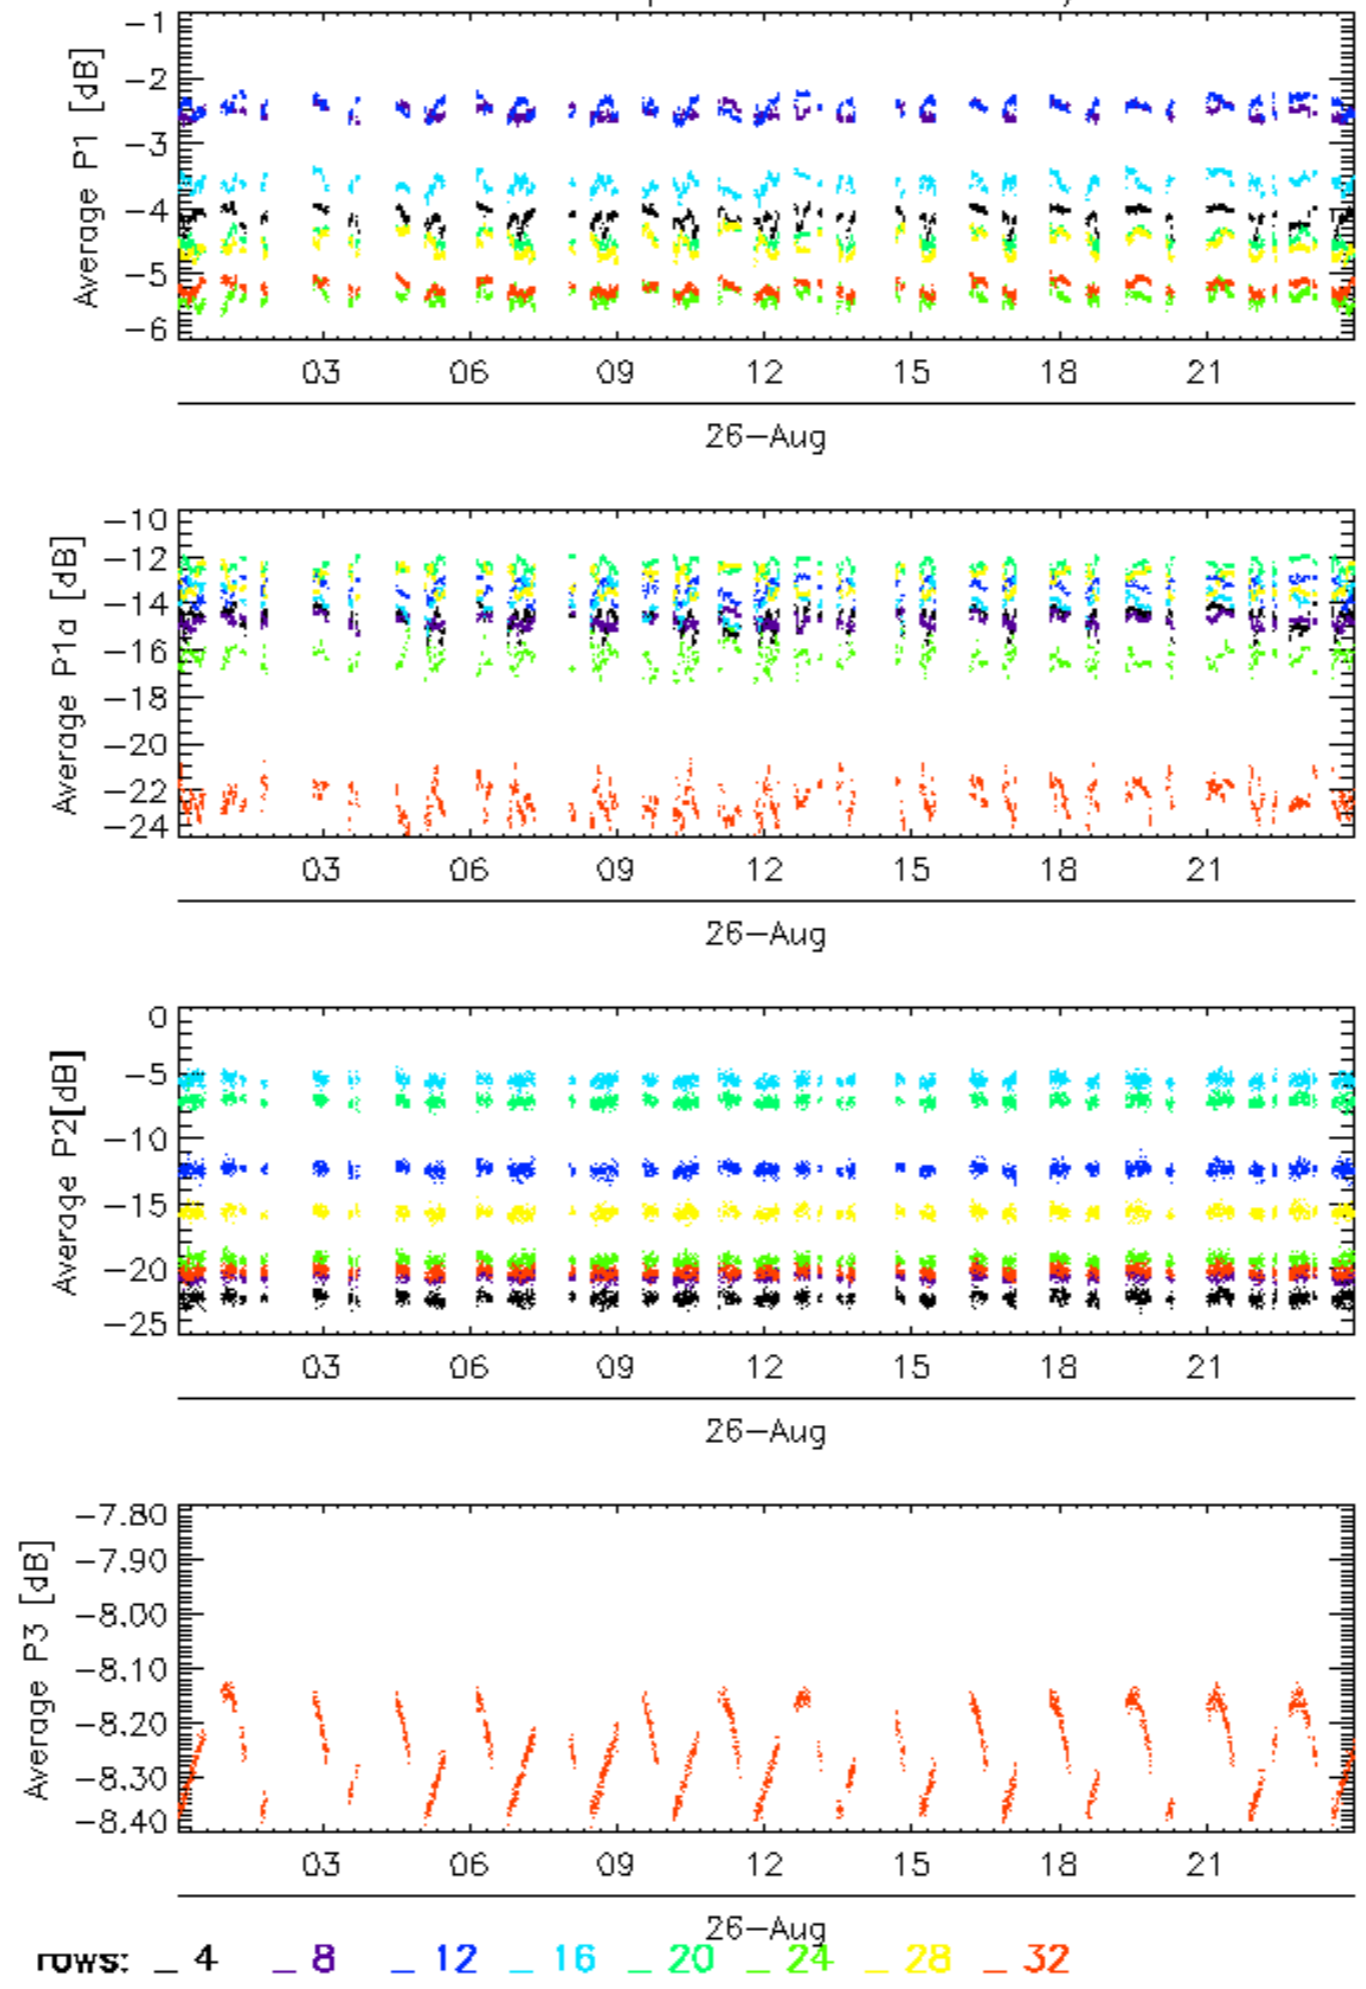 Average P1 [dB]
-1
-2
-3
-4
-5
-6
03 06 09 12 15 18 21
26-Aug
Average P1a [dB]
-10
-12
-14
-16
-18
-20
-22
-24
03 06 09 12 15 18 21
26-Aug
Average P2[dB]
0
-5
-10
-15
-20
-25
03 06 09 12 15 18 21
26-Aug
Average P3 [dB]
-7.80
-7.90
-8.00
-8.10
-8.20
-8.30
-8.40
03 06 09 12 15 18 21
26-Aug
rows: _ 4 _ 8 _ 12 _ 16 _ 20 _ 24 _ 28 _ 32